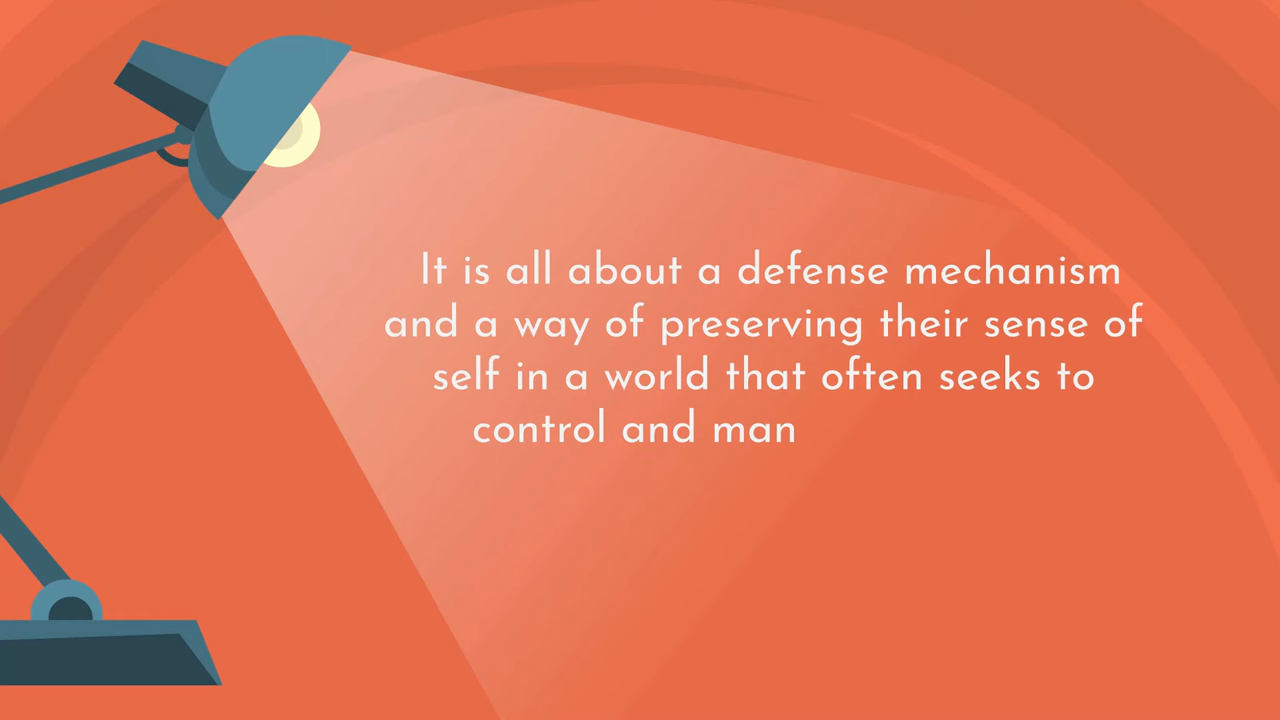 It is all about a defense mechanism
and a way of preserving their sense of
self in a world that often seeks to
control and man